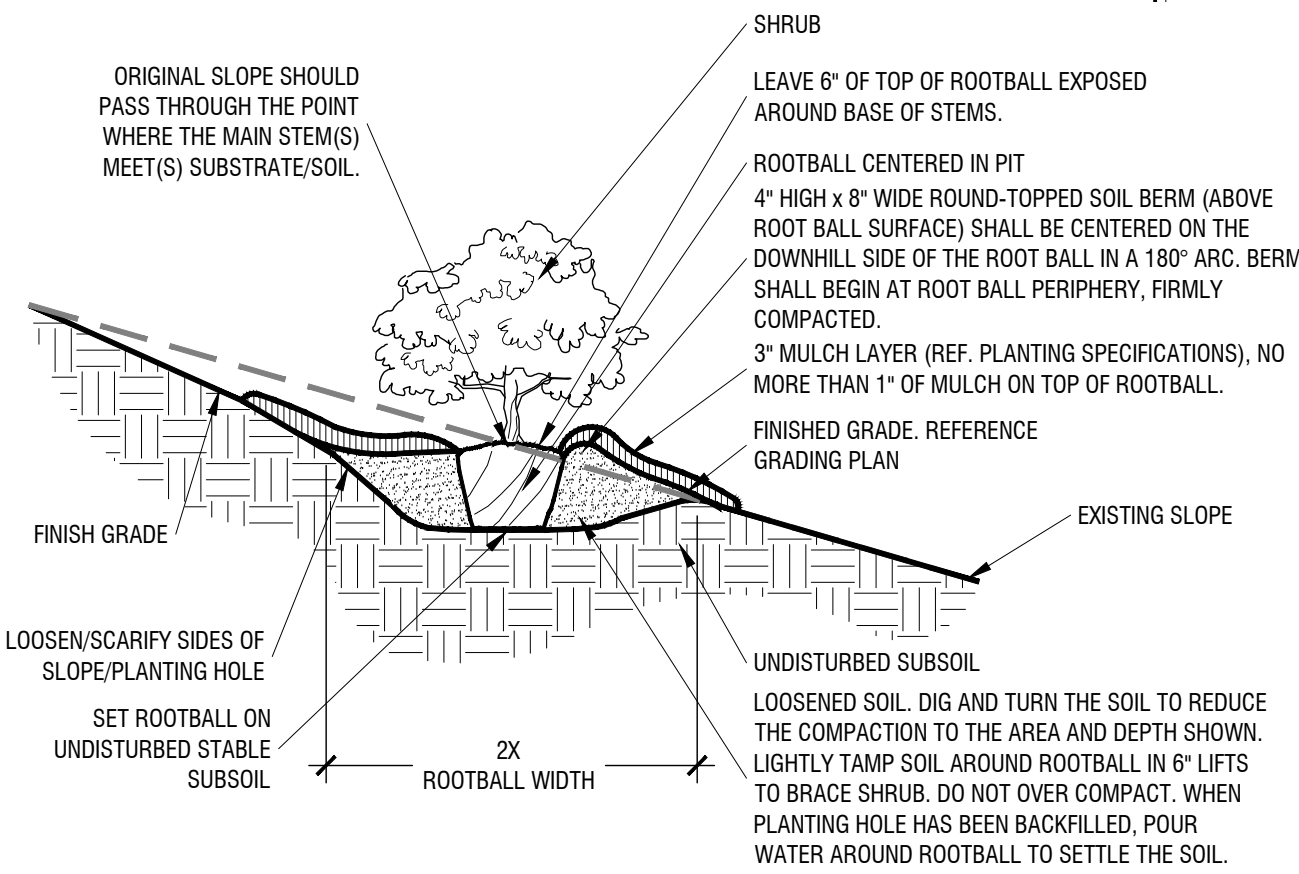 SHRUB
ORIGINAL SLOPE SHOULD
PASS THROUGH THE POINT
WHERE THE MAIN STEM(S)
MEET(S) SUBSTRATE/SOIL.
LEAVE 6" OF TOP OF ROOTBALL EXPOSED
AROUND BASE OF STEMS.
ROOTBALL CENTERED IN PIT
4" HIGH x 8" WIDE ROUND-TOPPED SOIL BERM (ABOVE
ROOT BALL SURFACE) SHALL BE CENTERED ON THE
DOWNHILL SIDE OF THE ROOT BALL IN A 180° ARC. BERM
SHALL BEGIN AT ROOT BALL PERIPHERY, FIRMLY
COMPACTED.
3" MULCH LAYER (REF. PLANTING SPECIFICATIONS), NO
MORE THAN 1" OF MULCH ON TOP OF ROOTBALL.
FINISHED GRADE. REFERENCE
GRADING PLAN
EXISTING SLOPE
FINISH GRADE
LOOSEN/SCARIFY SIDES OF
SLOPE/PLANTING HOLE
SET ROOTBALL ON
UNDISTURBED STABLE
SUBSOIL
2X
ROOTBALL WIDTH
UNDISTURBED SUBSOIL
LOOSENED SOIL. DIG AND TURN THE SOIL TO REDUCE
THE COMPACTION TO THE AREA AND DEPTH SHOWN.
LIGHTLY TAMP SOIL AROUND ROOTBALL IN 6" LIFTS
TO BRACE SHRUB. DO NOT OVER COMPACT. WHEN
PLANTING HOLE HAS BEEN BACKFILLED, POUR
WATER AROUND ROOTBALL TO SETTLE THE SOIL.